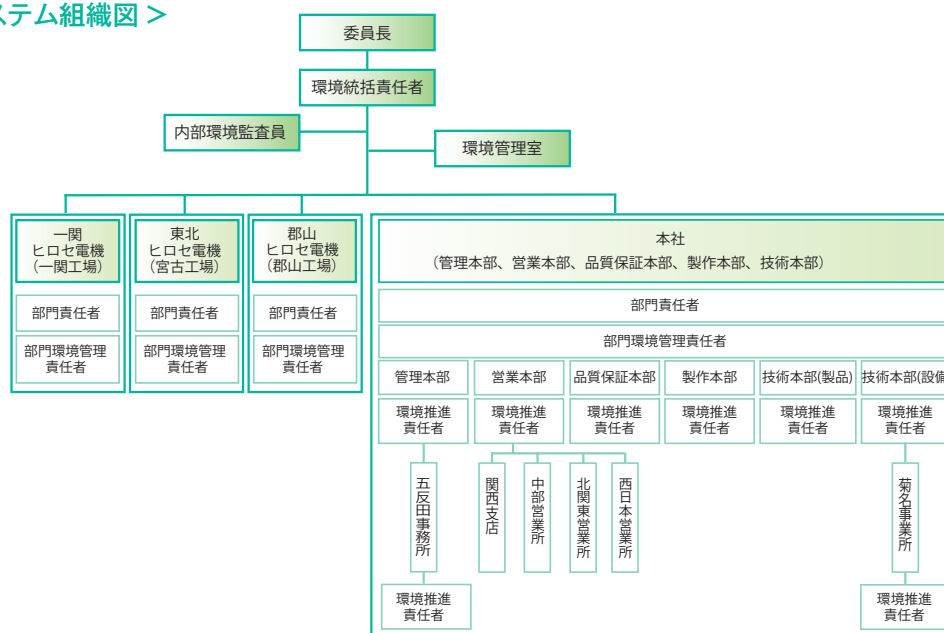 ステム組織図 >
委員長
環境統括責任者
内部環境監査員
環境管理室
一関
ヒロセ電機
（一関工場）
部門責任者
部門環境管理
責任者
東北
ヒロセ電機
（宮古工場）
部門責任者
部門環境管理
責任者
郡山
ヒロセ電機
（郡山工場）
部門責任者
部門環境管理
責任者
本社
（管理本部、営業本部、品質保証本部、製作本部、技術本部）
部門責任者
部門環境管理責任者
管理本部
営業本部
品質保証本部
製作本部
技術本部(製品)
技術本部(設備
環境推進
責任者
環境推進
責任者
環境推進
責任者
環境推進
責任者
環境推進
責任者
環境推進
責任者
五反田事務所
関西支店
中部営業所
北関東営業所
西日本営業所
菊名事業所
環境推進
責任者
環境推進
責任者